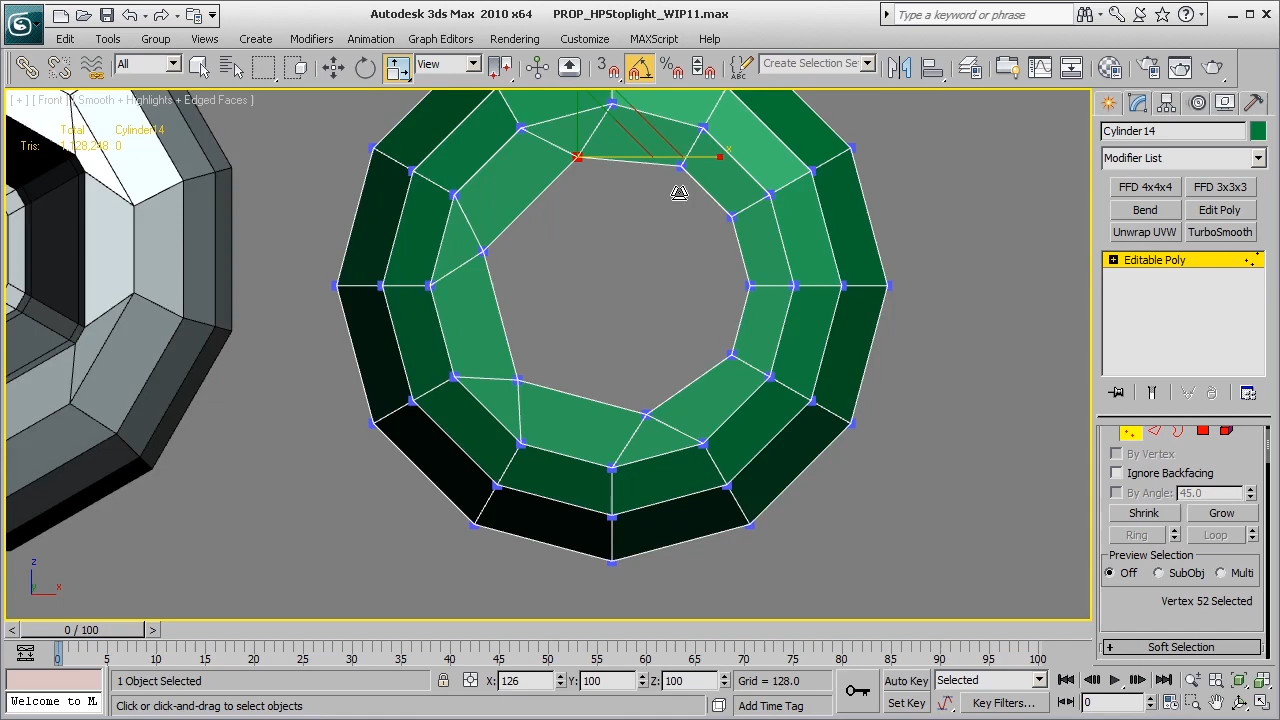 Autodesk 3ds Max 2010 x64 PROP_HPStoplight_WIP11.max
Type a keyword or phrase
Edit Tools Group Views Create Modifiers Animation Graph Editors Rendering Customize MAXScript Help
All View 3 Create Selection Se
[ + ] [ Front ] [ Smooth + Highlights + Edged Faces ]
Total Cylinder14
Tris: 1,128,248 0
x
z
y x
Cylinder14
Modifier List
FFD 4x4x4 FFD 3x3x3
Bend Edit Poly
Unwrap UVW TurboSmooth
Editable Poly
By Vertex
Ignore Backfacing
By Angle: 45.0
Shrink Grow
Ring Loop
Preview Selection
Off SubObj Multi
Vertex 52 Selected
Soft Selection
0 / 100
0 5 10 15 20 25 30 35 40 45 50 55 60 65 70 75 80 85 90 95 100
1 Object Selected X: 126 Y: 100 Z: 100 Grid = 128.0 Auto Key Selected
Welcome to M Click or click-and-drag to select objects Add Time Tag Set Key Key Filters... 0